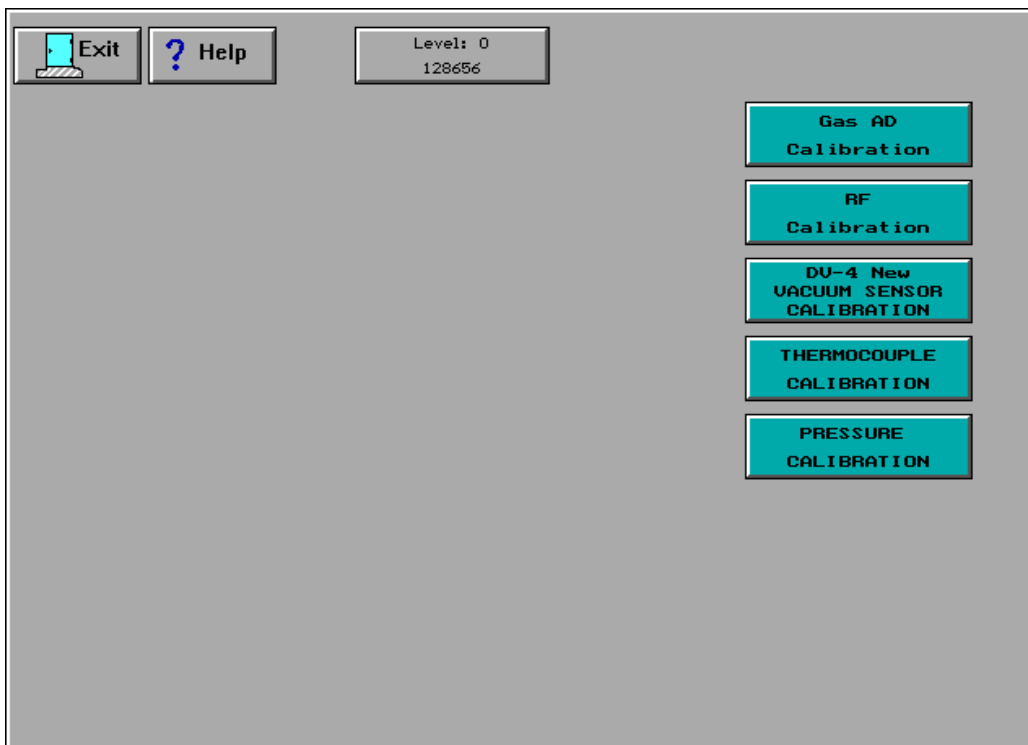 Exit
? Help
Level: 0
128656
Gas AD
Calibration
RF
Calibration
DV-4 New
VACUUM SENSOR
CALIBRATION
THERMOCOUPLE
CALIBRATION
PRESSURE
CALIBRATION